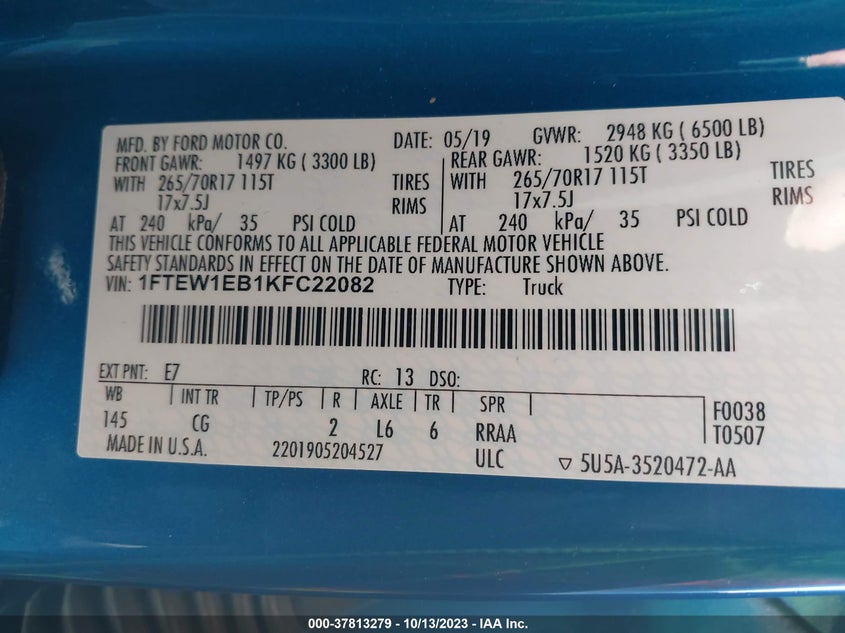 MFD. BY FORD MOTOR CO. DATE: 05/19 GVWR: 2948 KG ( 6500 LB)
FRONT GAWR: 1497 KG ( 3300 LB) REAR GAWR: 1520 KG ( 3350 LB)
WITH 265/70R17 115T TIRES WITH 265/70R17 115T TIRES
17x7.5J RIMS 17x7.5J RIMS
AT 240 kPa/ 35 PSI COLD AT 240 kPa/ 35 PSI COLD
THIS VEHICLE CONFORMS TO ALL APPLICABLE FEDERAL MOTOR VEHICLE
SAFETY STANDARDS IN EFFECT ON THE DATE OF MANUFACTURE SHOWN ABOVE.
VIN: 1FTEW1EB1KFC22082 TYPE: Truck
EXT PNT: E7 RC: 13 DSO:
WB INT TR TP/PS R AXLE TR SPR F0038
145 CG 2 L6 6 RRAA T0507
MADE IN U.S.A. 2201905204527 ULC ▽ 5U5A-3520472-AA
000-37813279 - 10/13/2023 - IAA Inc.